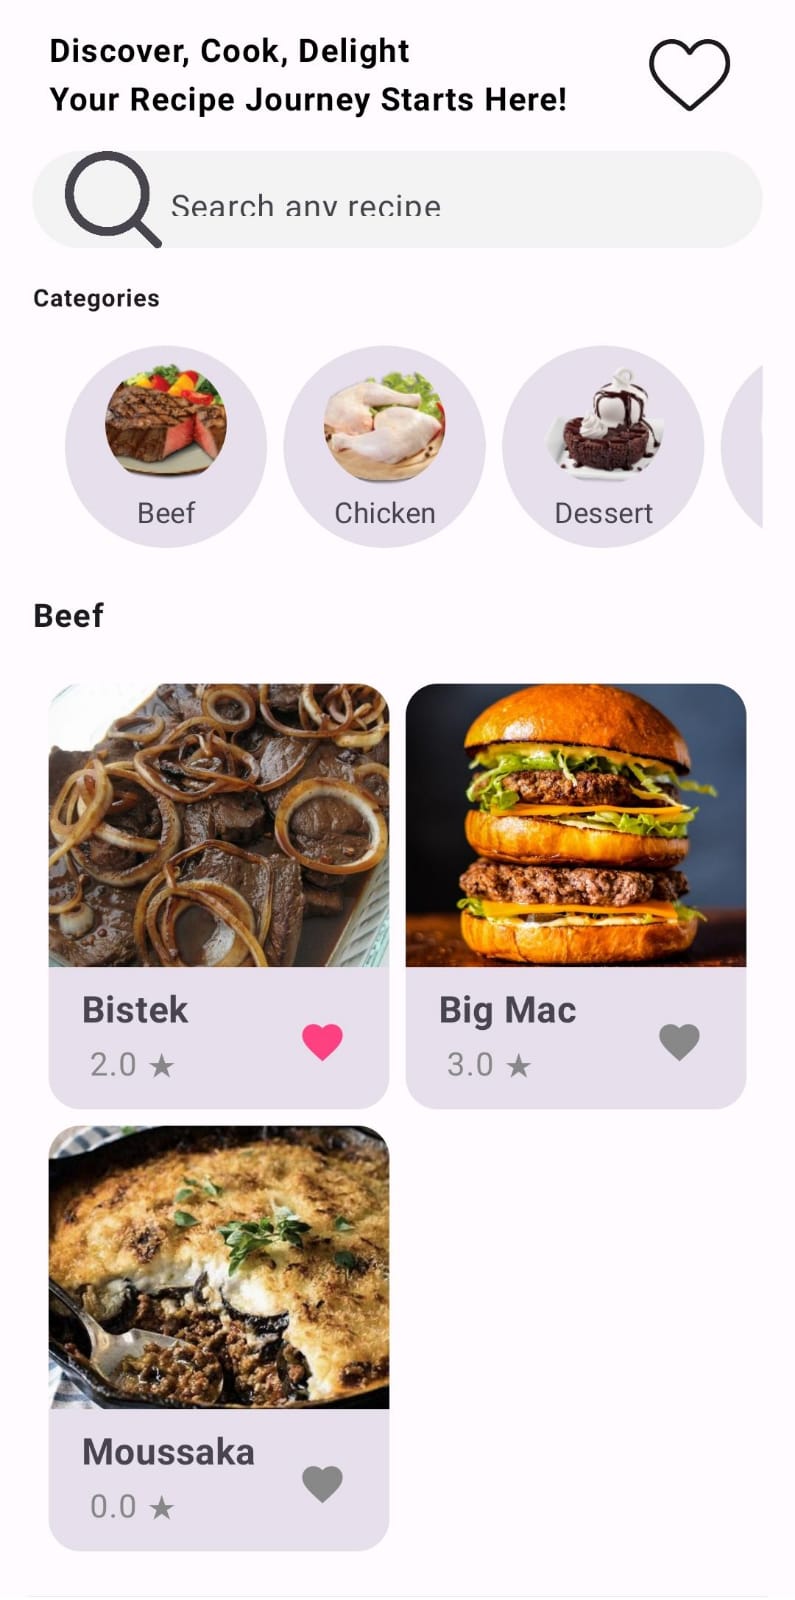 Discover, Cook, Delight
Your Recipe Journey Starts Here!
Search any recipe
Categories
Beef
Chicken
Dessert
Beef
Bistek
2.0 ★
Big Mac
3.0 ★
Moussaka
0.0 ★